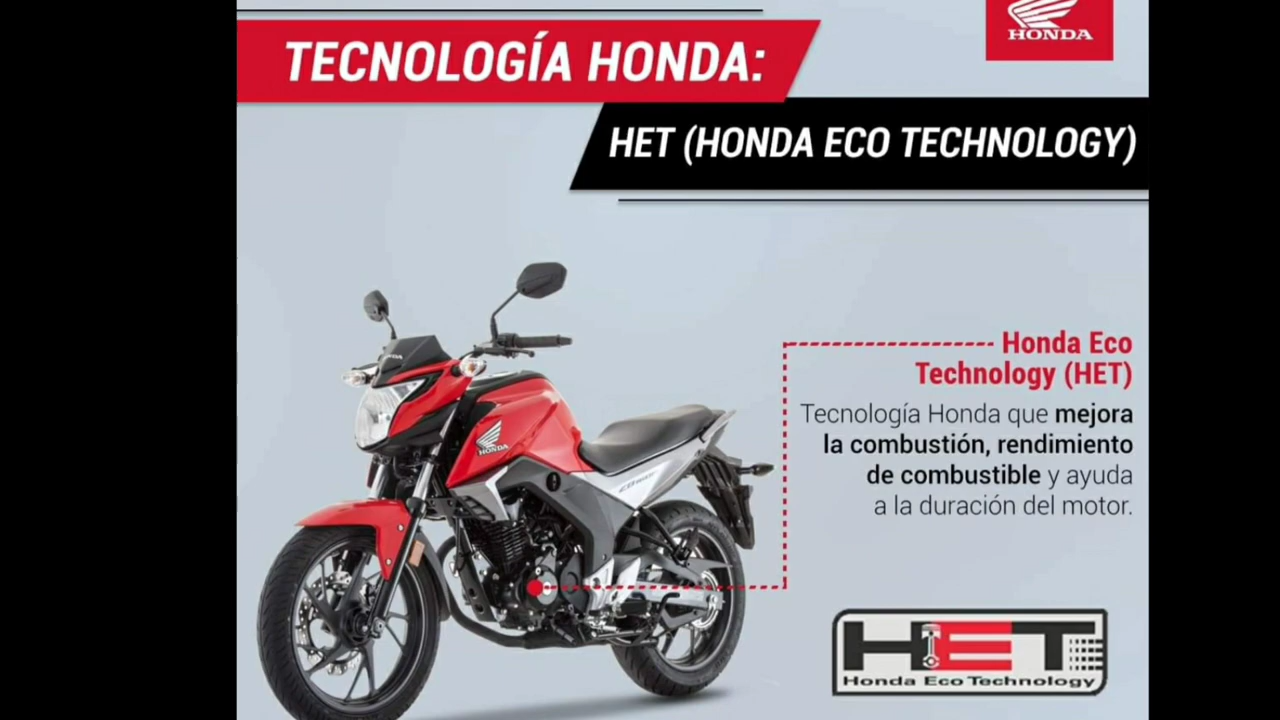 TECNOLOGÍA HONDA:
HONDA
HET (HONDA ECO TECHNOLOGY)
Honda Eco
Technology (HET)
Tecnología Honda que mejora
la combustión, rendimiento
de combustible y ayuda
a la duración del motor.
HONDA
HONDA
HET
Honda Eco Technology